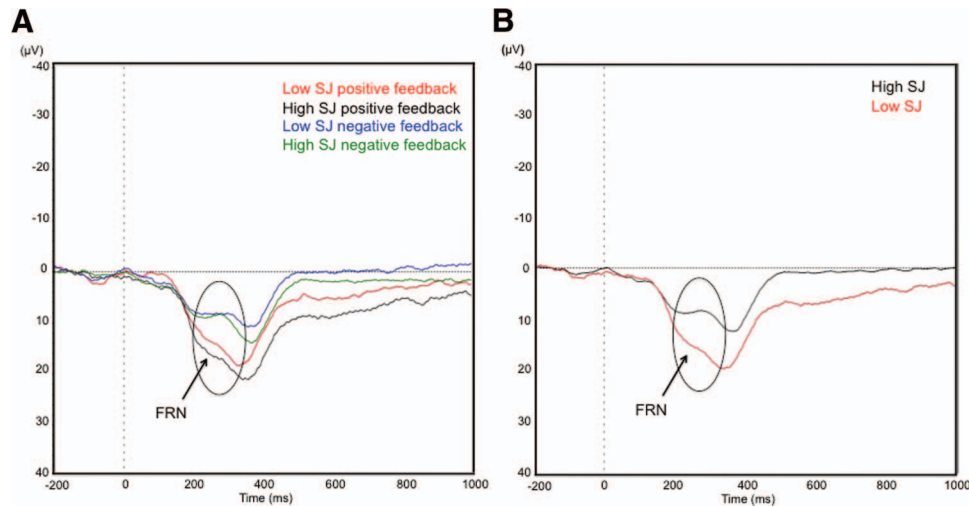 A
(µV)
-40
-30
-20
-10
0
10
20
30
40
Low SJ positive feedback
High SJ positive feedback
Low SJ negative feedback
High SJ negative feedback
FRN
-200
0
200
400
600
800
1000
Time (ms)
B
(µV)
-40
-30
-20
-10
0
10
20
30
40
High SJ
Low SJ
FRN
-200
0
200
400
600
800
1000
Time (ms)